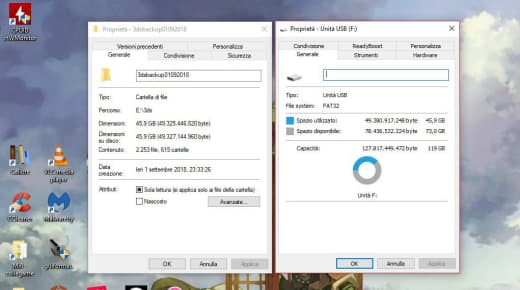 CPUID
HWMonitor
Calibre
VLC media
player
CCleaner
Malwareby
Proprietà - 3dsbackup01092018
Versioni precedenti
Personalizza
Generale
Condivisione
Sicurezza
3dsbackup01092018
Tipo:
Cartella di file
Percorso:
E:\3ds
Dimensioni:
45,9 GB (49.325.446.020 byte)
Dimensioni
su disco:
45,9 GB (49.327.144.960 byte)
Contenuto:
2.253 file, 615 cartelle
Data
creazione:
ieri 1 settembre 2018, 23:33:26
Attributi:
Sola lettura (si applica solo ai file della cartella)
Nascosto
Avanzate...
OK
Annulla
Applica
Proprietà - Unità USB (F:)
Condivisione
ReadyBoost
Personalizza
Generale
Strumenti
Hardware
Tipo:
Unità USB
File system:
FAT32
Spazio utilizzato:
49.380.917.248 byte
45,9 GB
Spazio disponibile:
78.436.532.224 byte
73,0 GB
Capacità:
127.817.449.472 byte
119 GB
Unità F:
OK
Annulla
Applica